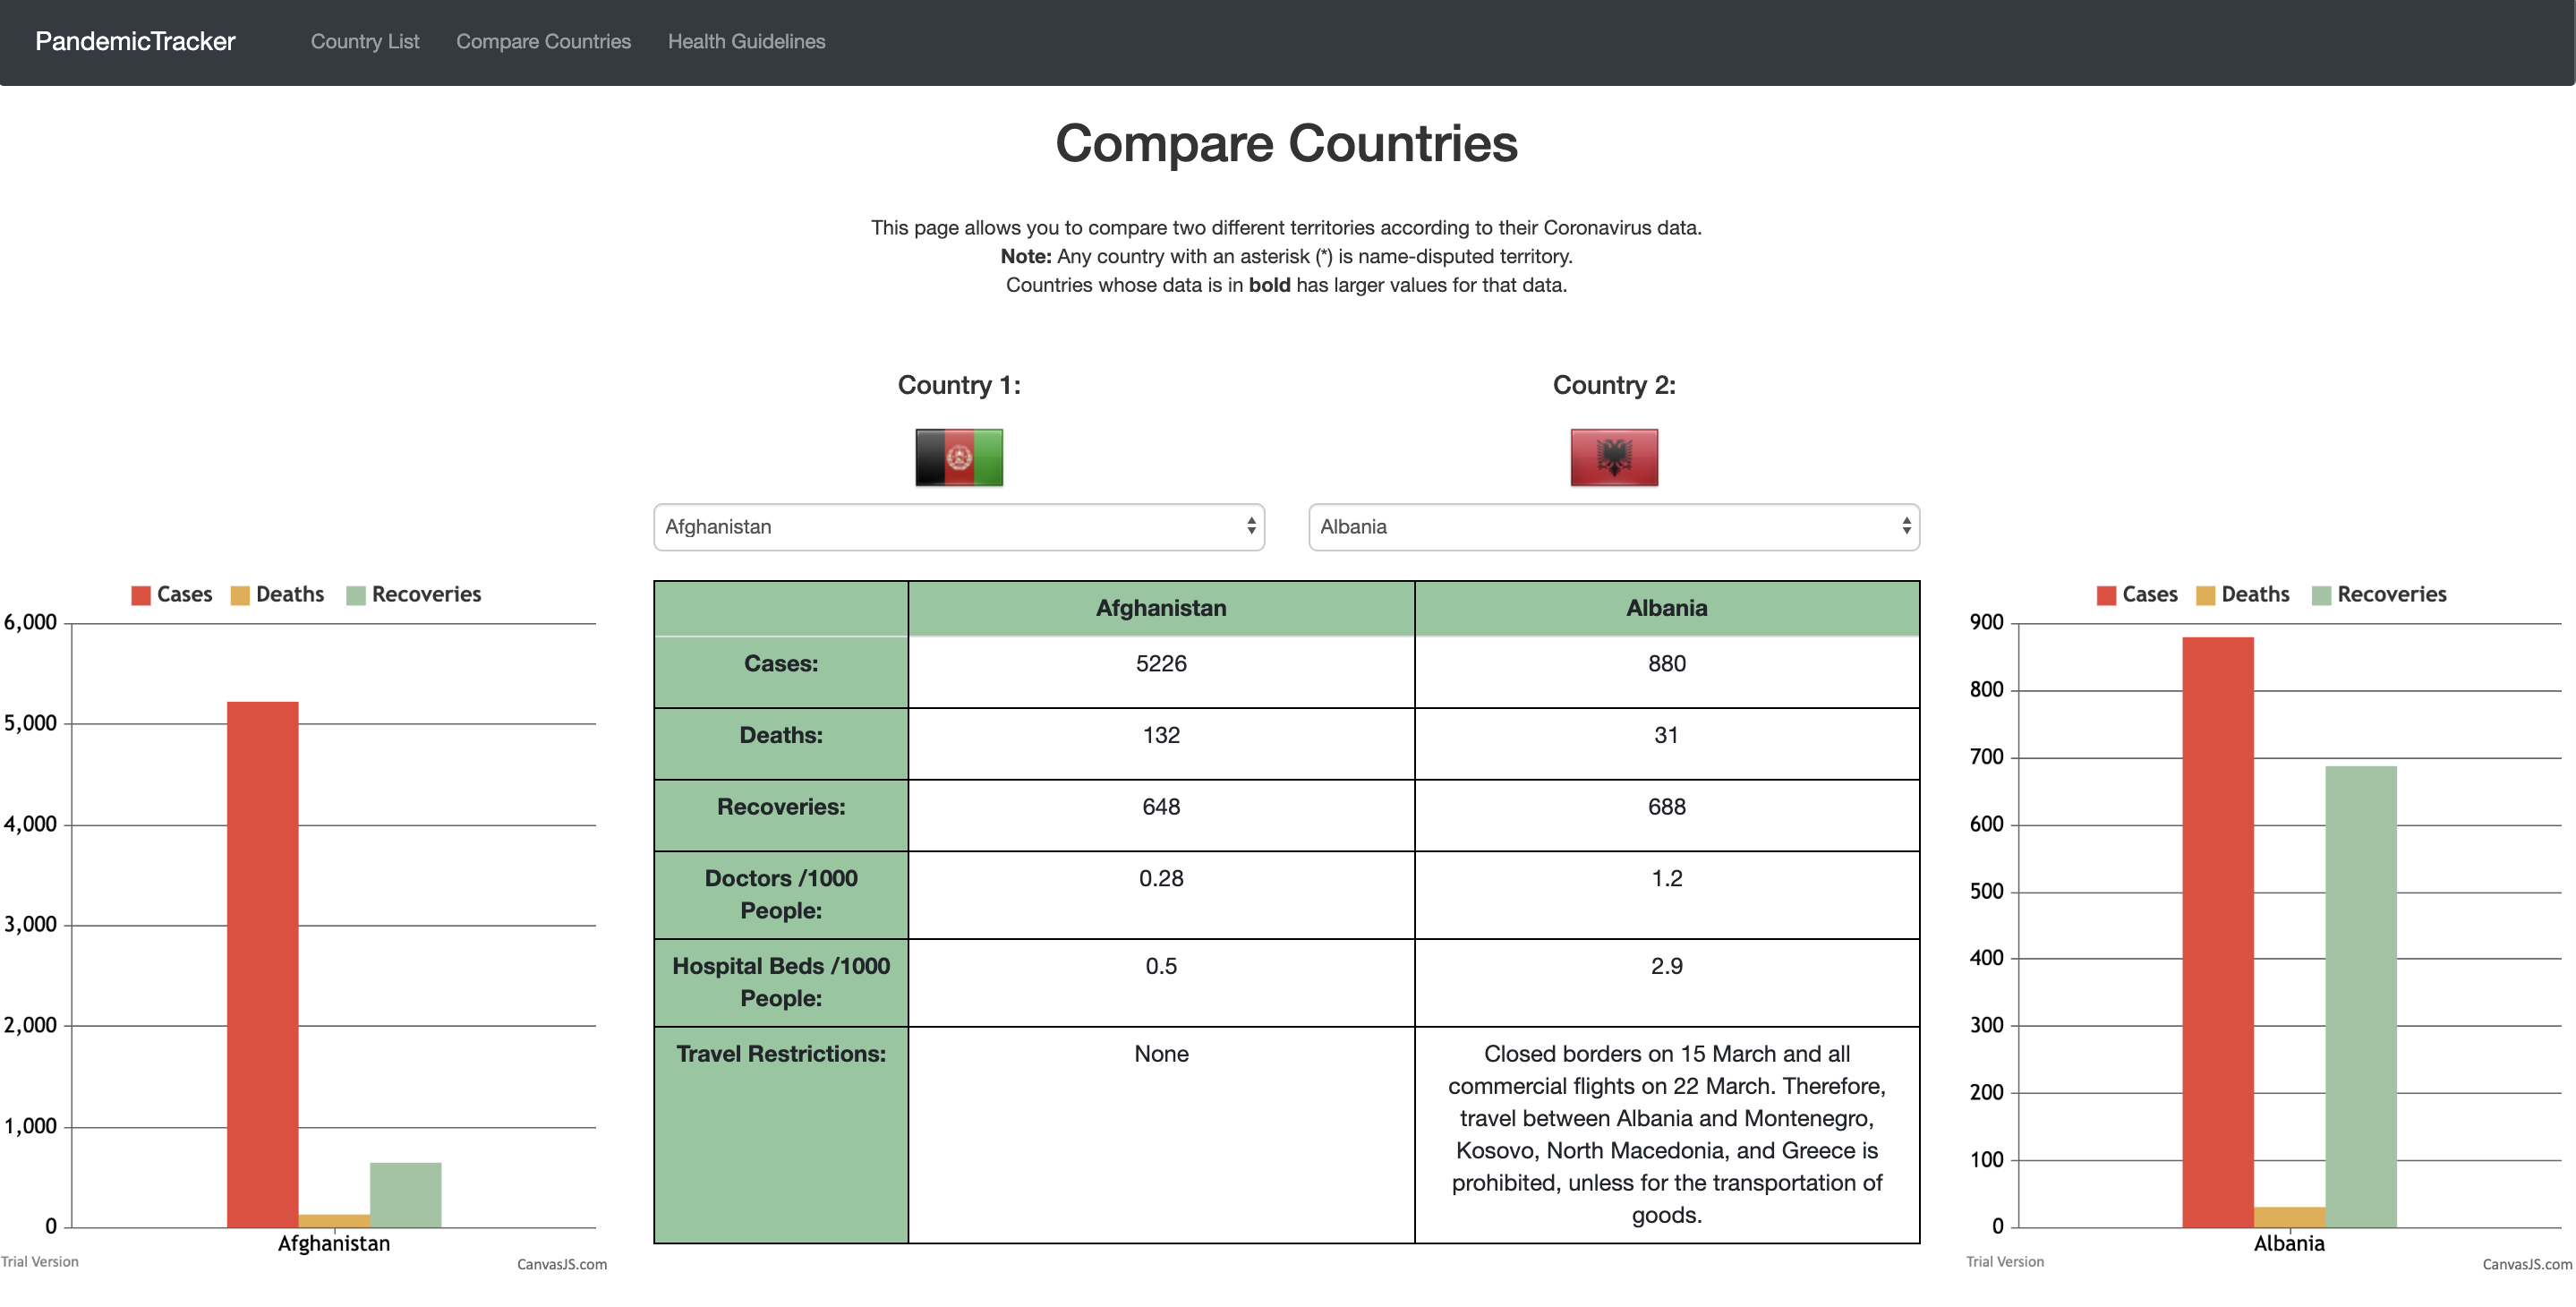 PandemicTracker Country List Compare Countries Health Guidelines
Compare Countries
This page allows you to compare two different territories according to their Coronavirus data.
Note: Any country with an asterisk (*) is name-disputed territory.
Countries whose data is in bold has larger values for that data.
Country 1:
Country 2:
Afghanistan
Albania
Cases Deaths Recoveries
6,000
5,000
4,000
3,000
2,000
1,000
0
Afghanistan
Trial Version
CanvasJS.com
Afghanistan Albania
Cases: 5226 880
Deaths: 132 31
Recoveries: 648 688
Doctors /1000
People:
0.28 1.2
Hospital Beds /1000
People:
0.5 2.9
Travel Restrictions: None
Closed borders on 15 March and all
commercial flights on 22 March. Therefore,
travel between Albania and Montenegro,
Kosovo, North Macedonia, and Greece is
prohibited, unless for the transportation of
goods.
Cases Deaths Recoveries
900
800
700
600
500
400
300
200
100
0
Albania
Trial Version
CanvasJS.com